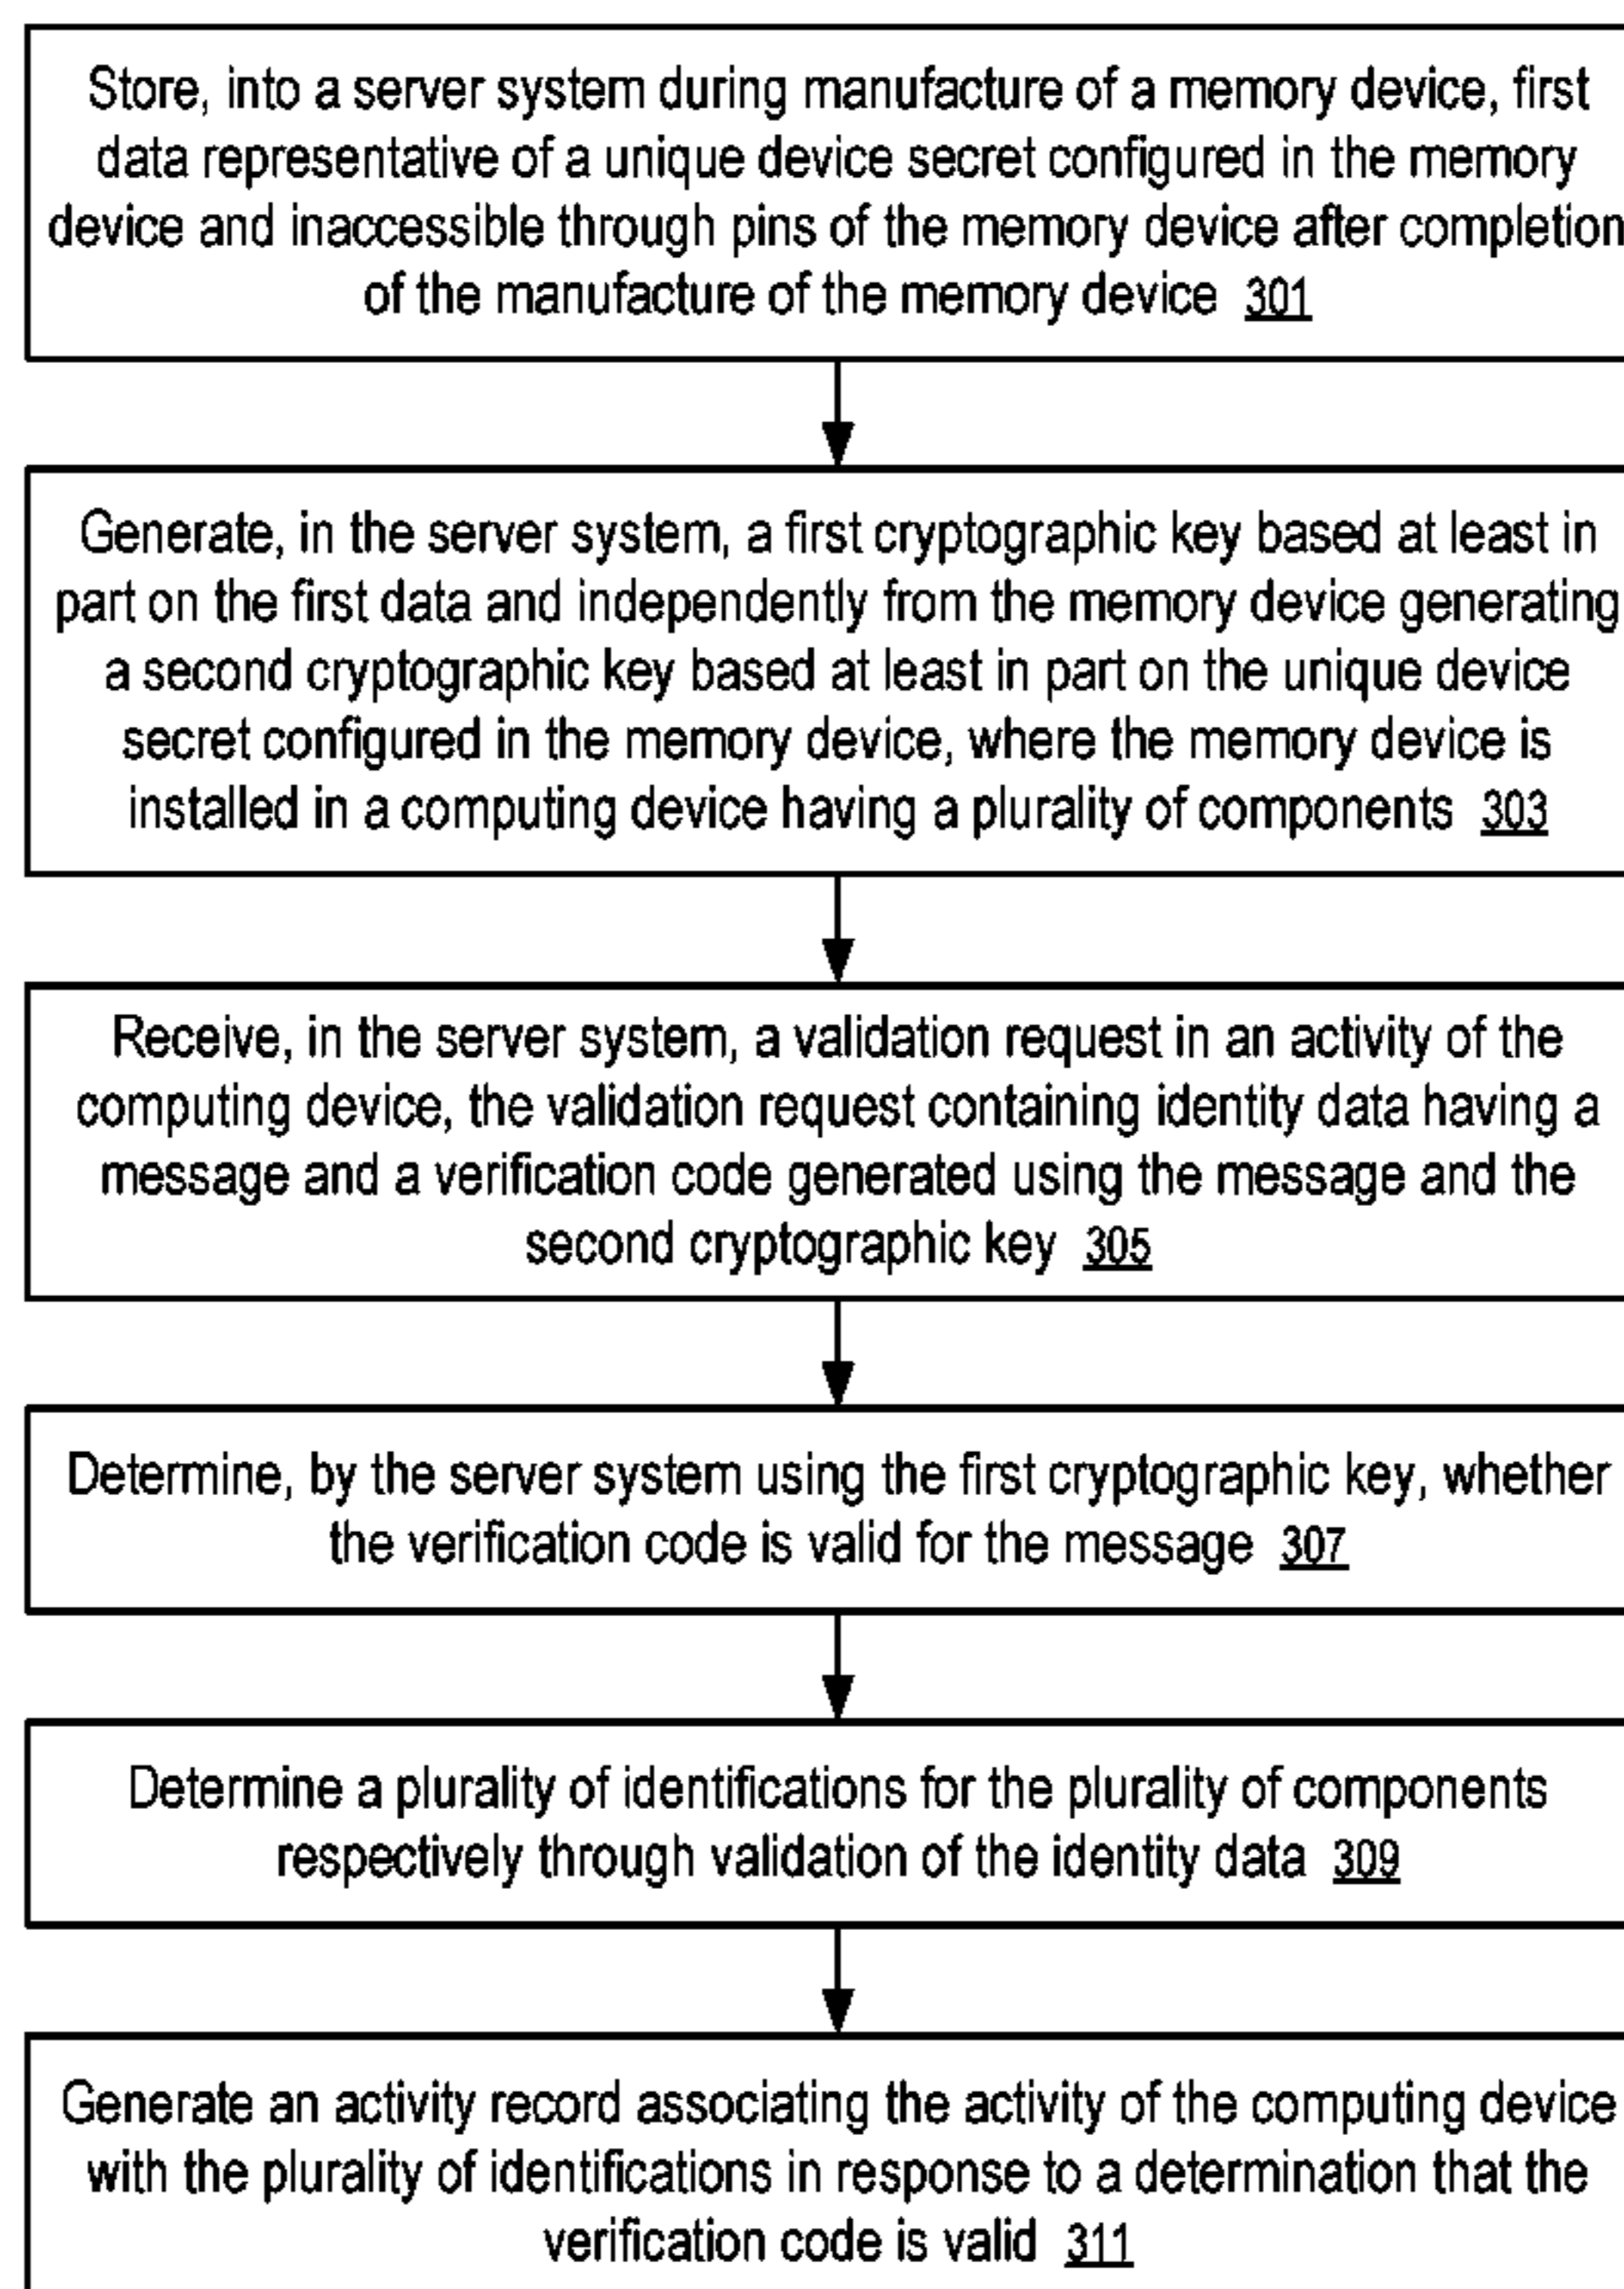 Store, into a server system during manufacture of a memory device, first
data representative of a unique device secret configured in the memory
device and inaccessible through pins of the memory device after completion
of the manufacture of the memory device 301
Generate, in the server system, a first cryptographic key based at least in
part on the first data and independently from the memory device generating
a second cryptographic key based at least in part on the unique device
secret configured in the memory device, where the memory device is
installed in a computing device having a plurality of components 303
Receive, in the server system, a validation request in an activity of the
computing device, the validation request containing identity data having a
message and a verification code generated using the message and the
second cryptographic key 305
Determine, by the server system using the first cryptographic key, whether
the verification code is valid for the message 307
Determine a plurality of identifications for the plurality of components
respectively through validation of the identity data 309
Generate an activity record associating the activity of the computing device
with the plurality of identifications in response to a determination that the
verification code is valid 311